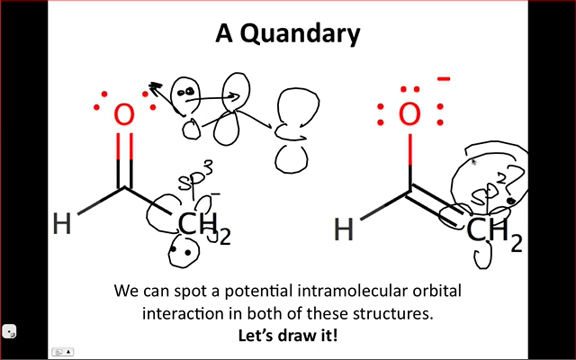 A Quandary
O
O
−
sp³
sp²
H
CH₂
−
H
CH₂
We can spot a potential intramolecular orbital
interaction in both of these structures.
Let's draw it!